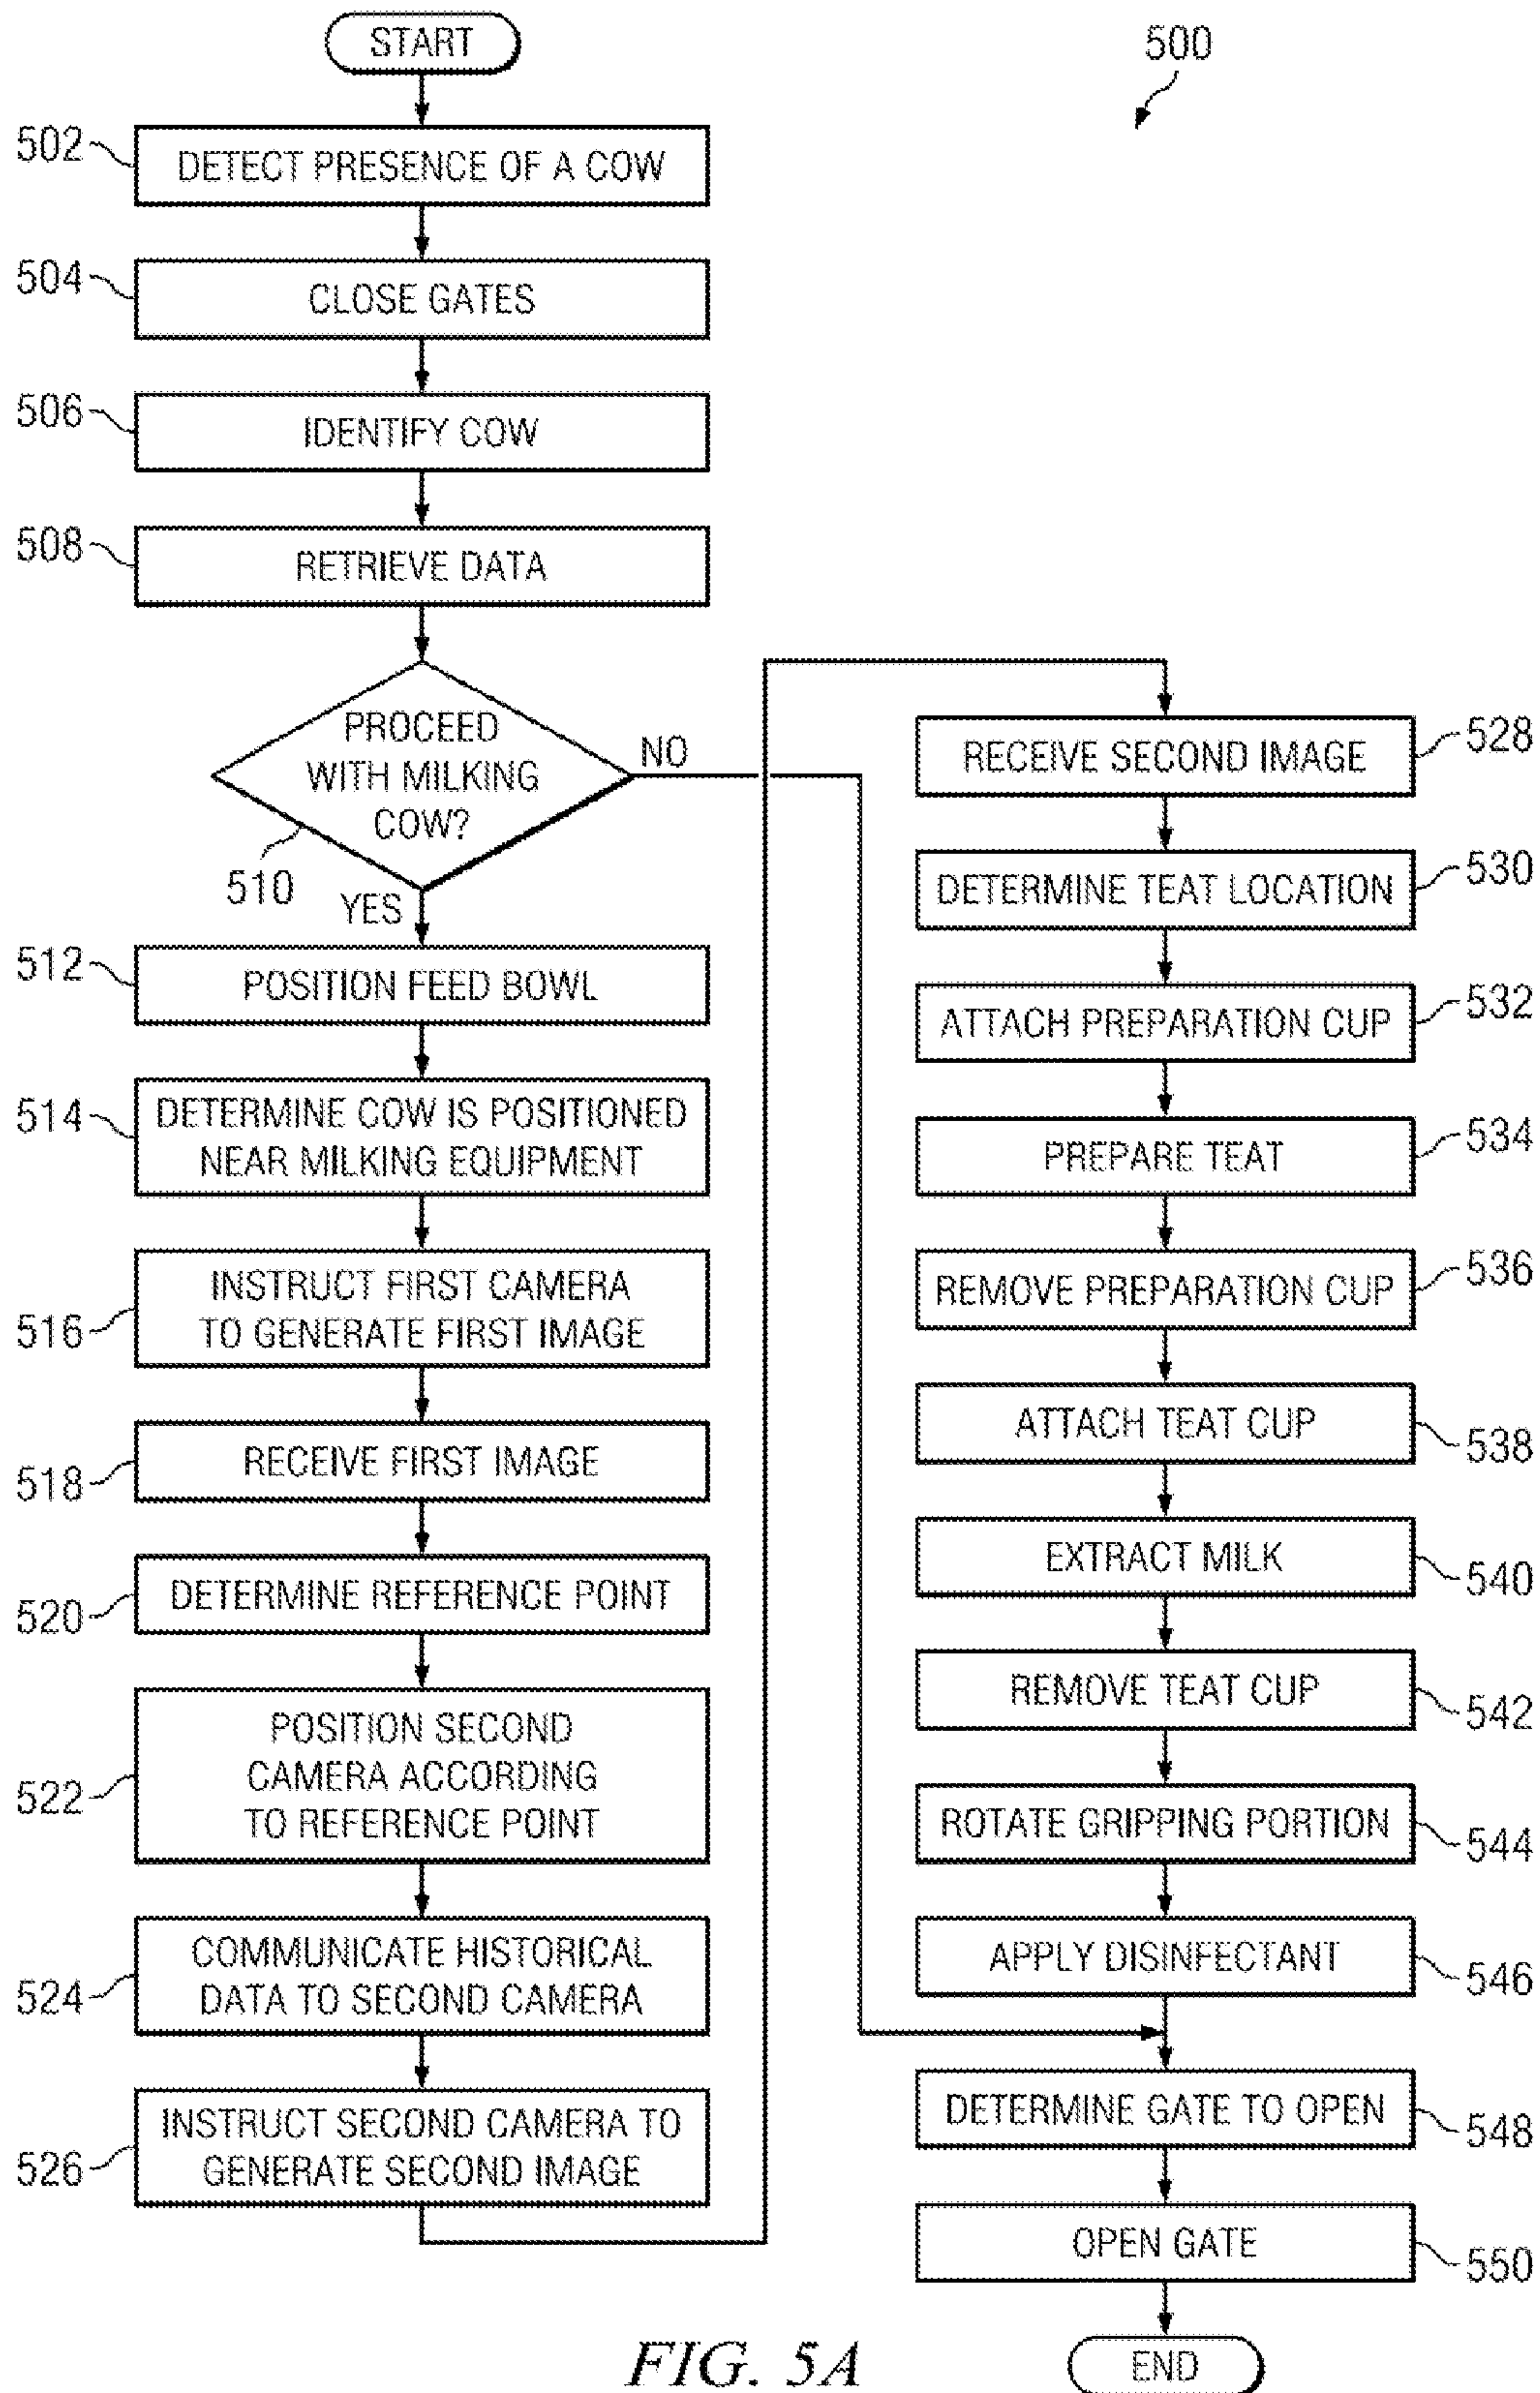 START
500
502
DETECT PRESENCE OF A COW
504
CLOSE GATES
506
IDENTIFY COW
508
RETRIEVE DATA
PROCEED
WITH MILKING
COW?
NO
510
YES
512
POSITION FEED BOWL
514
DETERMINE COW IS POSITIONED
NEAR MILKING EQUIPMENT
516
INSTRUCT FIRST CAMERA
TO GENERATE FIRST IMAGE
518
RECEIVE FIRST IMAGE
520
DETERMINE REFERENCE POINT
522
POSITION SECOND
CAMERA ACCORDING
TO REFERENCE POINT
524
COMMUNICATE HISTORICAL
DATA TO SECOND CAMERA
526
INSTRUCT SECOND CAMERA TO
GENERATE SECOND IMAGE
RECEIVE SECOND IMAGE
528
DETERMINE TEAT LOCATION
530
ATTACH PREPARATION CUP
532
PREPARE TEAT
534
REMOVE PREPARATION CUP
536
ATTACH TEAT CUP
538
EXTRACT MILK
540
REMOVE TEAT CUP
542
ROTATE GRIPPING PORTION
544
APPLY DISINFECTANT
546
DETERMINE GATE TO OPEN
548
OPEN GATE
550
END
FIG. 5A